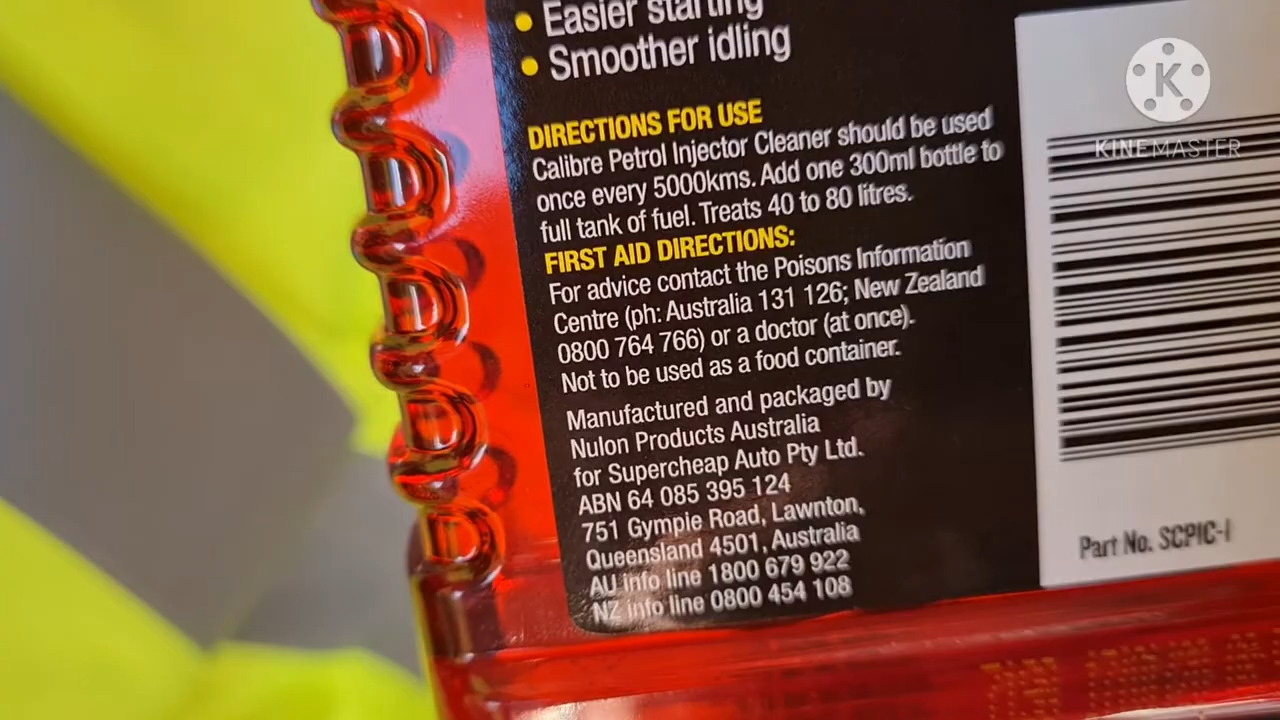 • Easier starting
• Smoother idling
DIRECTIONS FOR USE
Calibre Petrol Injector Cleaner should be used
once every 5000kms. Add one 300ml bottle to
full tank of fuel. Treats 40 to 80 litres.
FIRST AID DIRECTIONS:
For advice contact the Poisons Information
Centre (ph: Australia 131 126; New Zealand
0800 764 766) or a doctor (at once).
Not to be used as a food container.
Manufactured and packaged by
Nulon Products Australia
for Supercheap Auto Pty Ltd.
ABN 64 085 395 124
751 Gympie Road, Lawnton,
Queensland 4501, Australia
AU info line 1800 679 922
NZ info line 0800 454 108
K
KINEMASTER
Part No. SCPIC-I